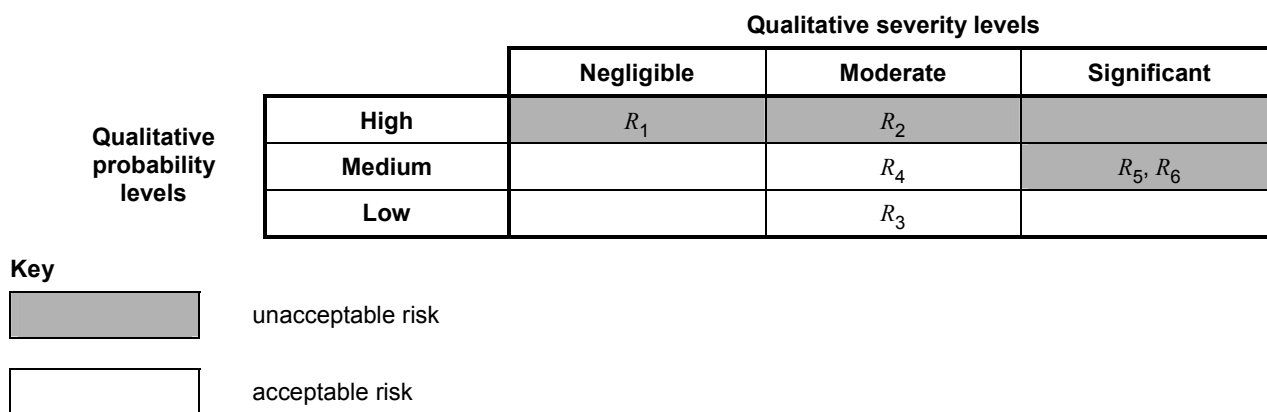 Qualitative severity levels
Negligible Moderate Significant
Qualitative probability levels
High R1 R2
Medium R4 R5, R6
Low R3
Key
unacceptable risk
acceptable risk